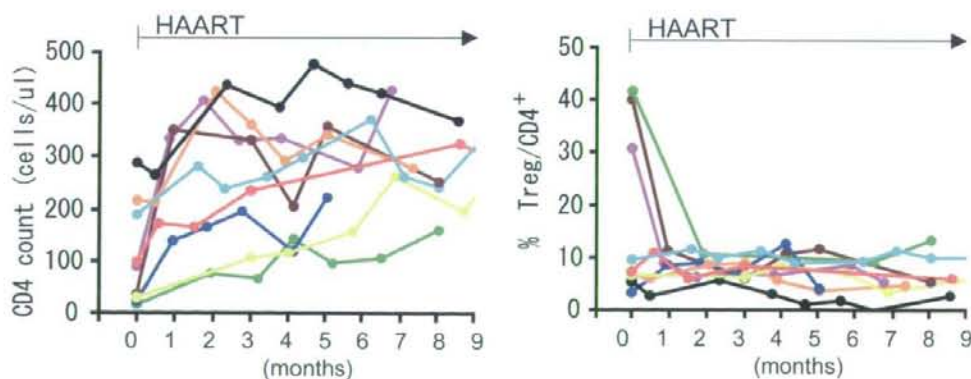 HAART
500
400
300
200
100
0
CD4 count (cells/ul)
0 1 2 3 4 5 6 7 8 9
(months)
HAART
50
40
30
20
10
0
% Treg/CD4⁺
0 1 2 3 4 5 6 7 8 9
(months)